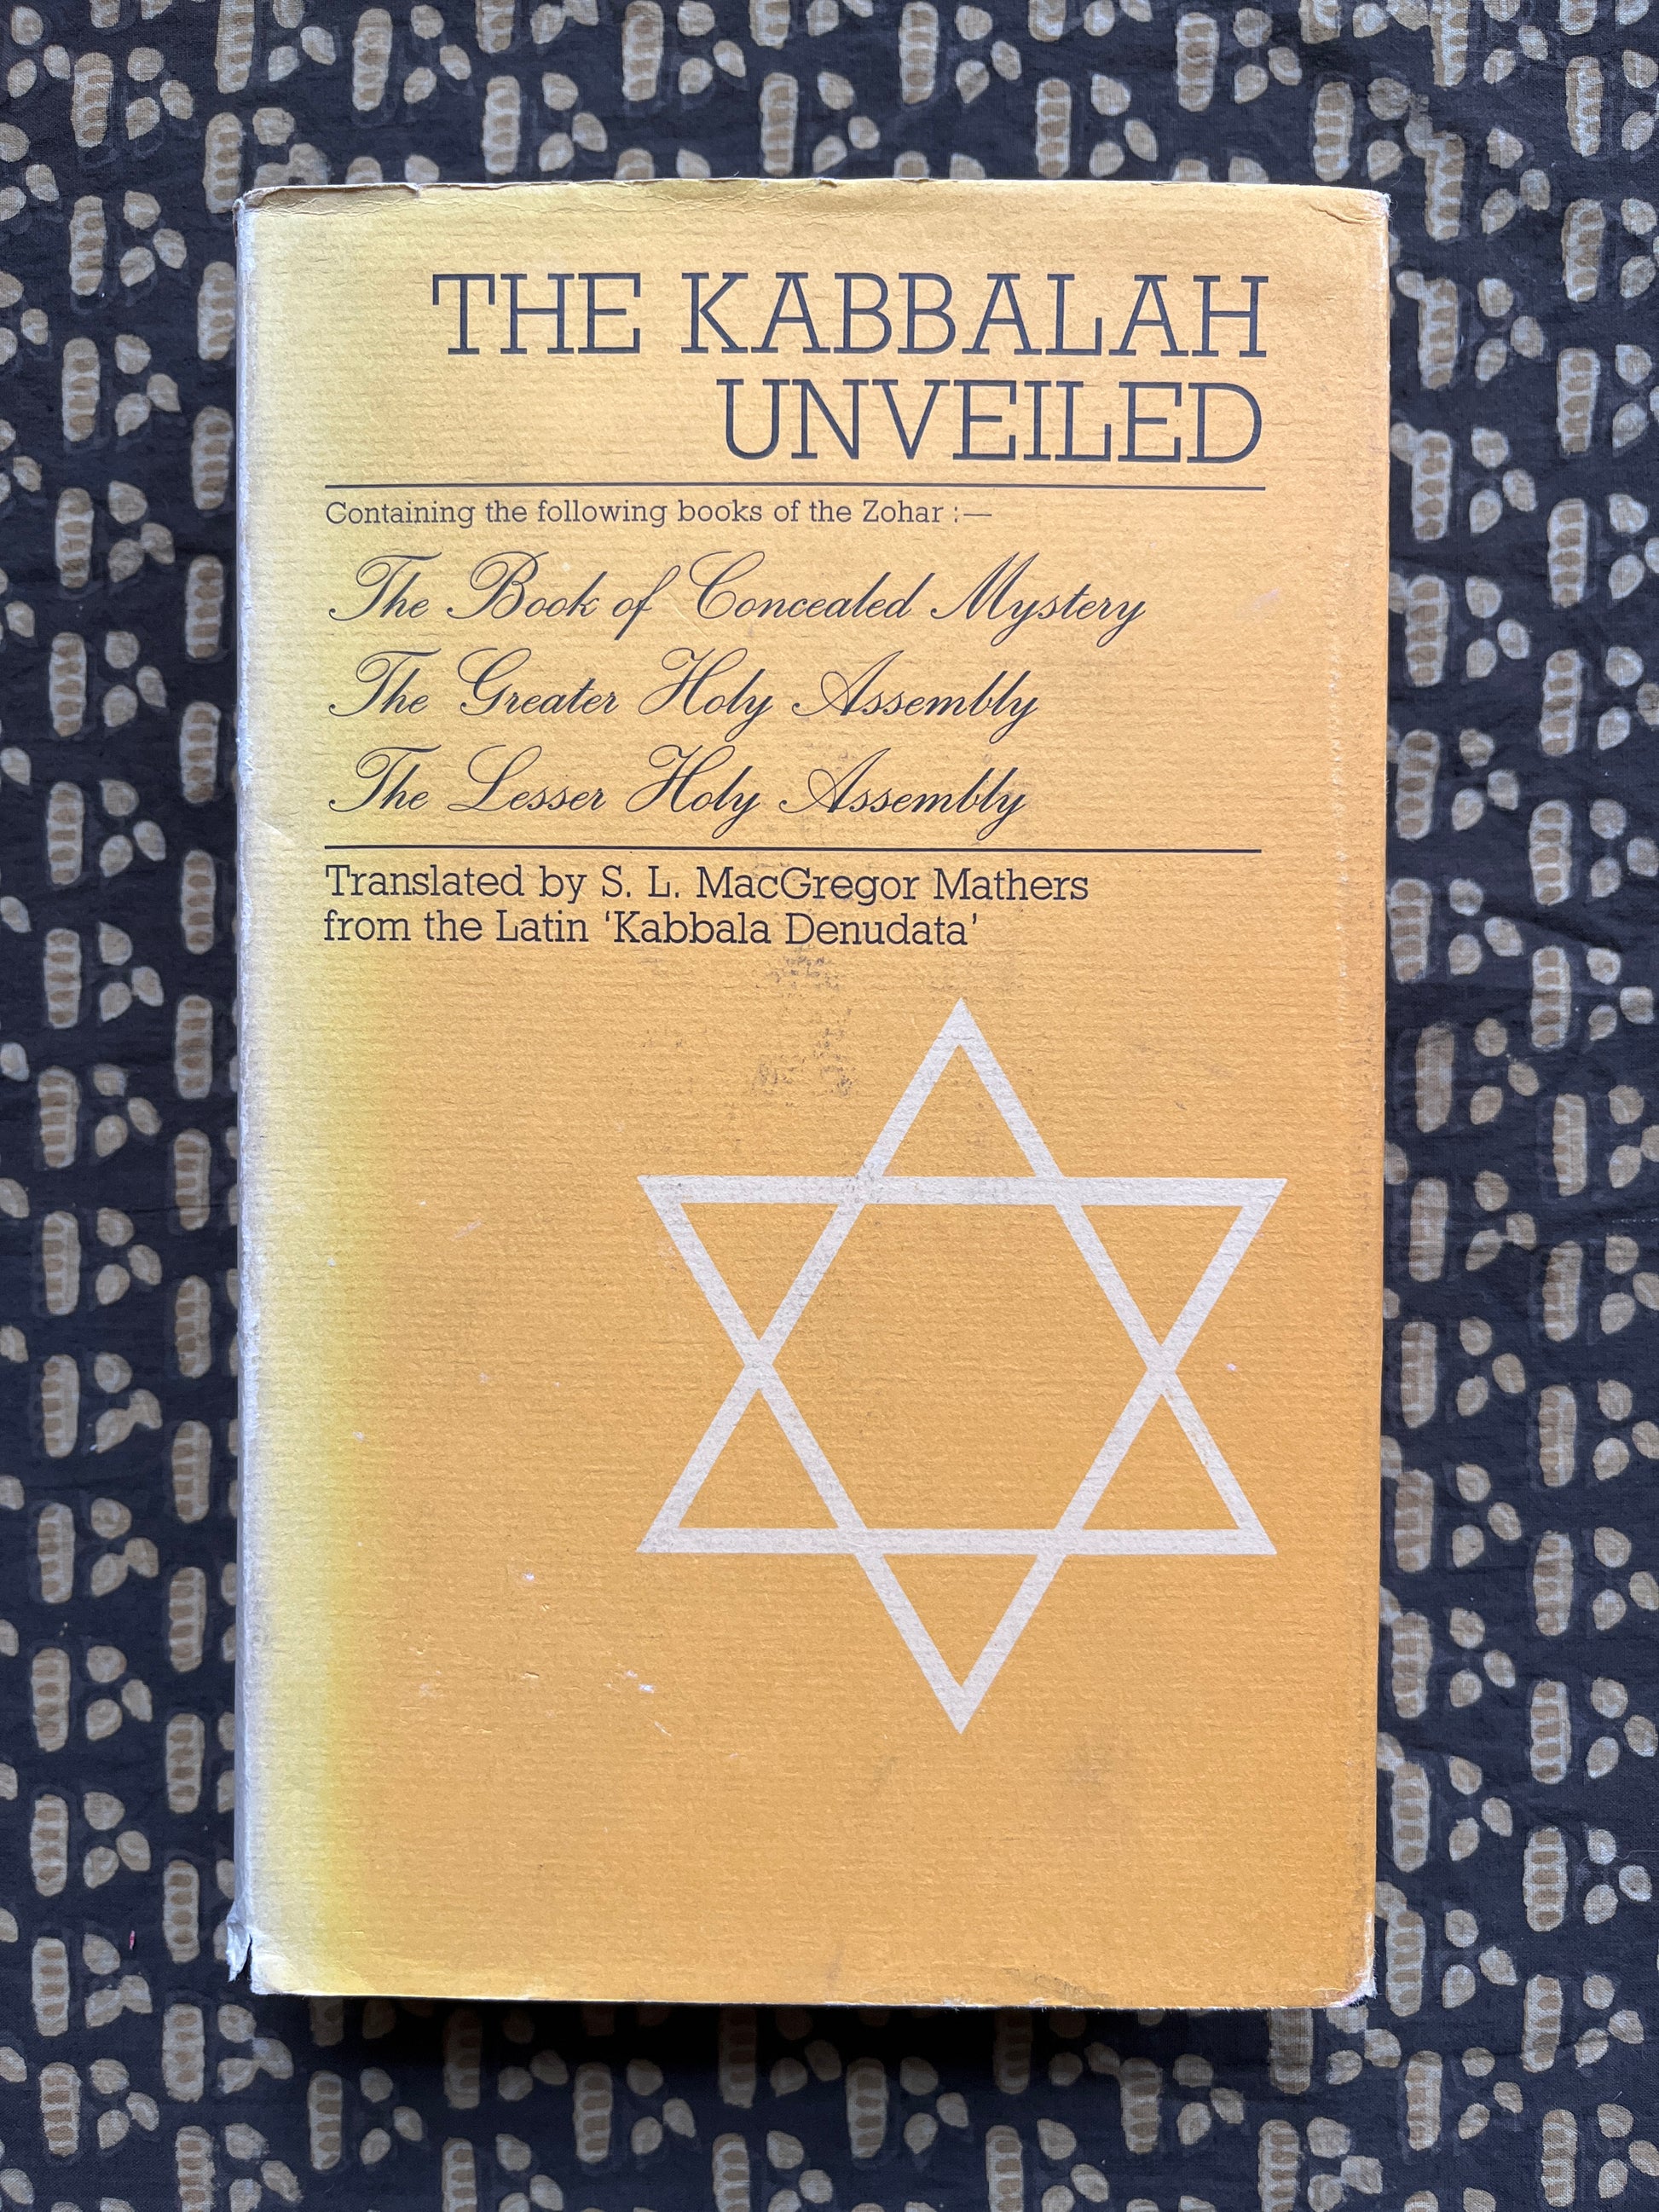 THE KABBALAH
UNVEILED
Containing the following books of the Zohar :—
The Book of Concealed Mystery
The Greater Holy Assembly
The Lesser Holy Assembly
Translated by S. L. MacGregor Mathers
from the Latin ‘Kabbala Denudata’